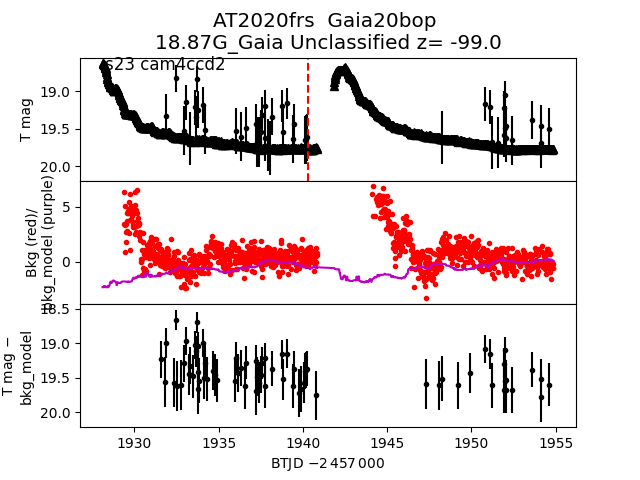 AT2020frs  Gaia20bop
18.87G_Gaia Unclassified z= -99.0
s23 cam4ccd2
T mag
19.0
19.5
20.0
Bkg (red)/
bkg_model (purple)
5
0
T mag −
bkg_model
18.5
19.0
19.5
20.0
1930
1935
1940
1945
1950
1955
BTJD −2 457 000